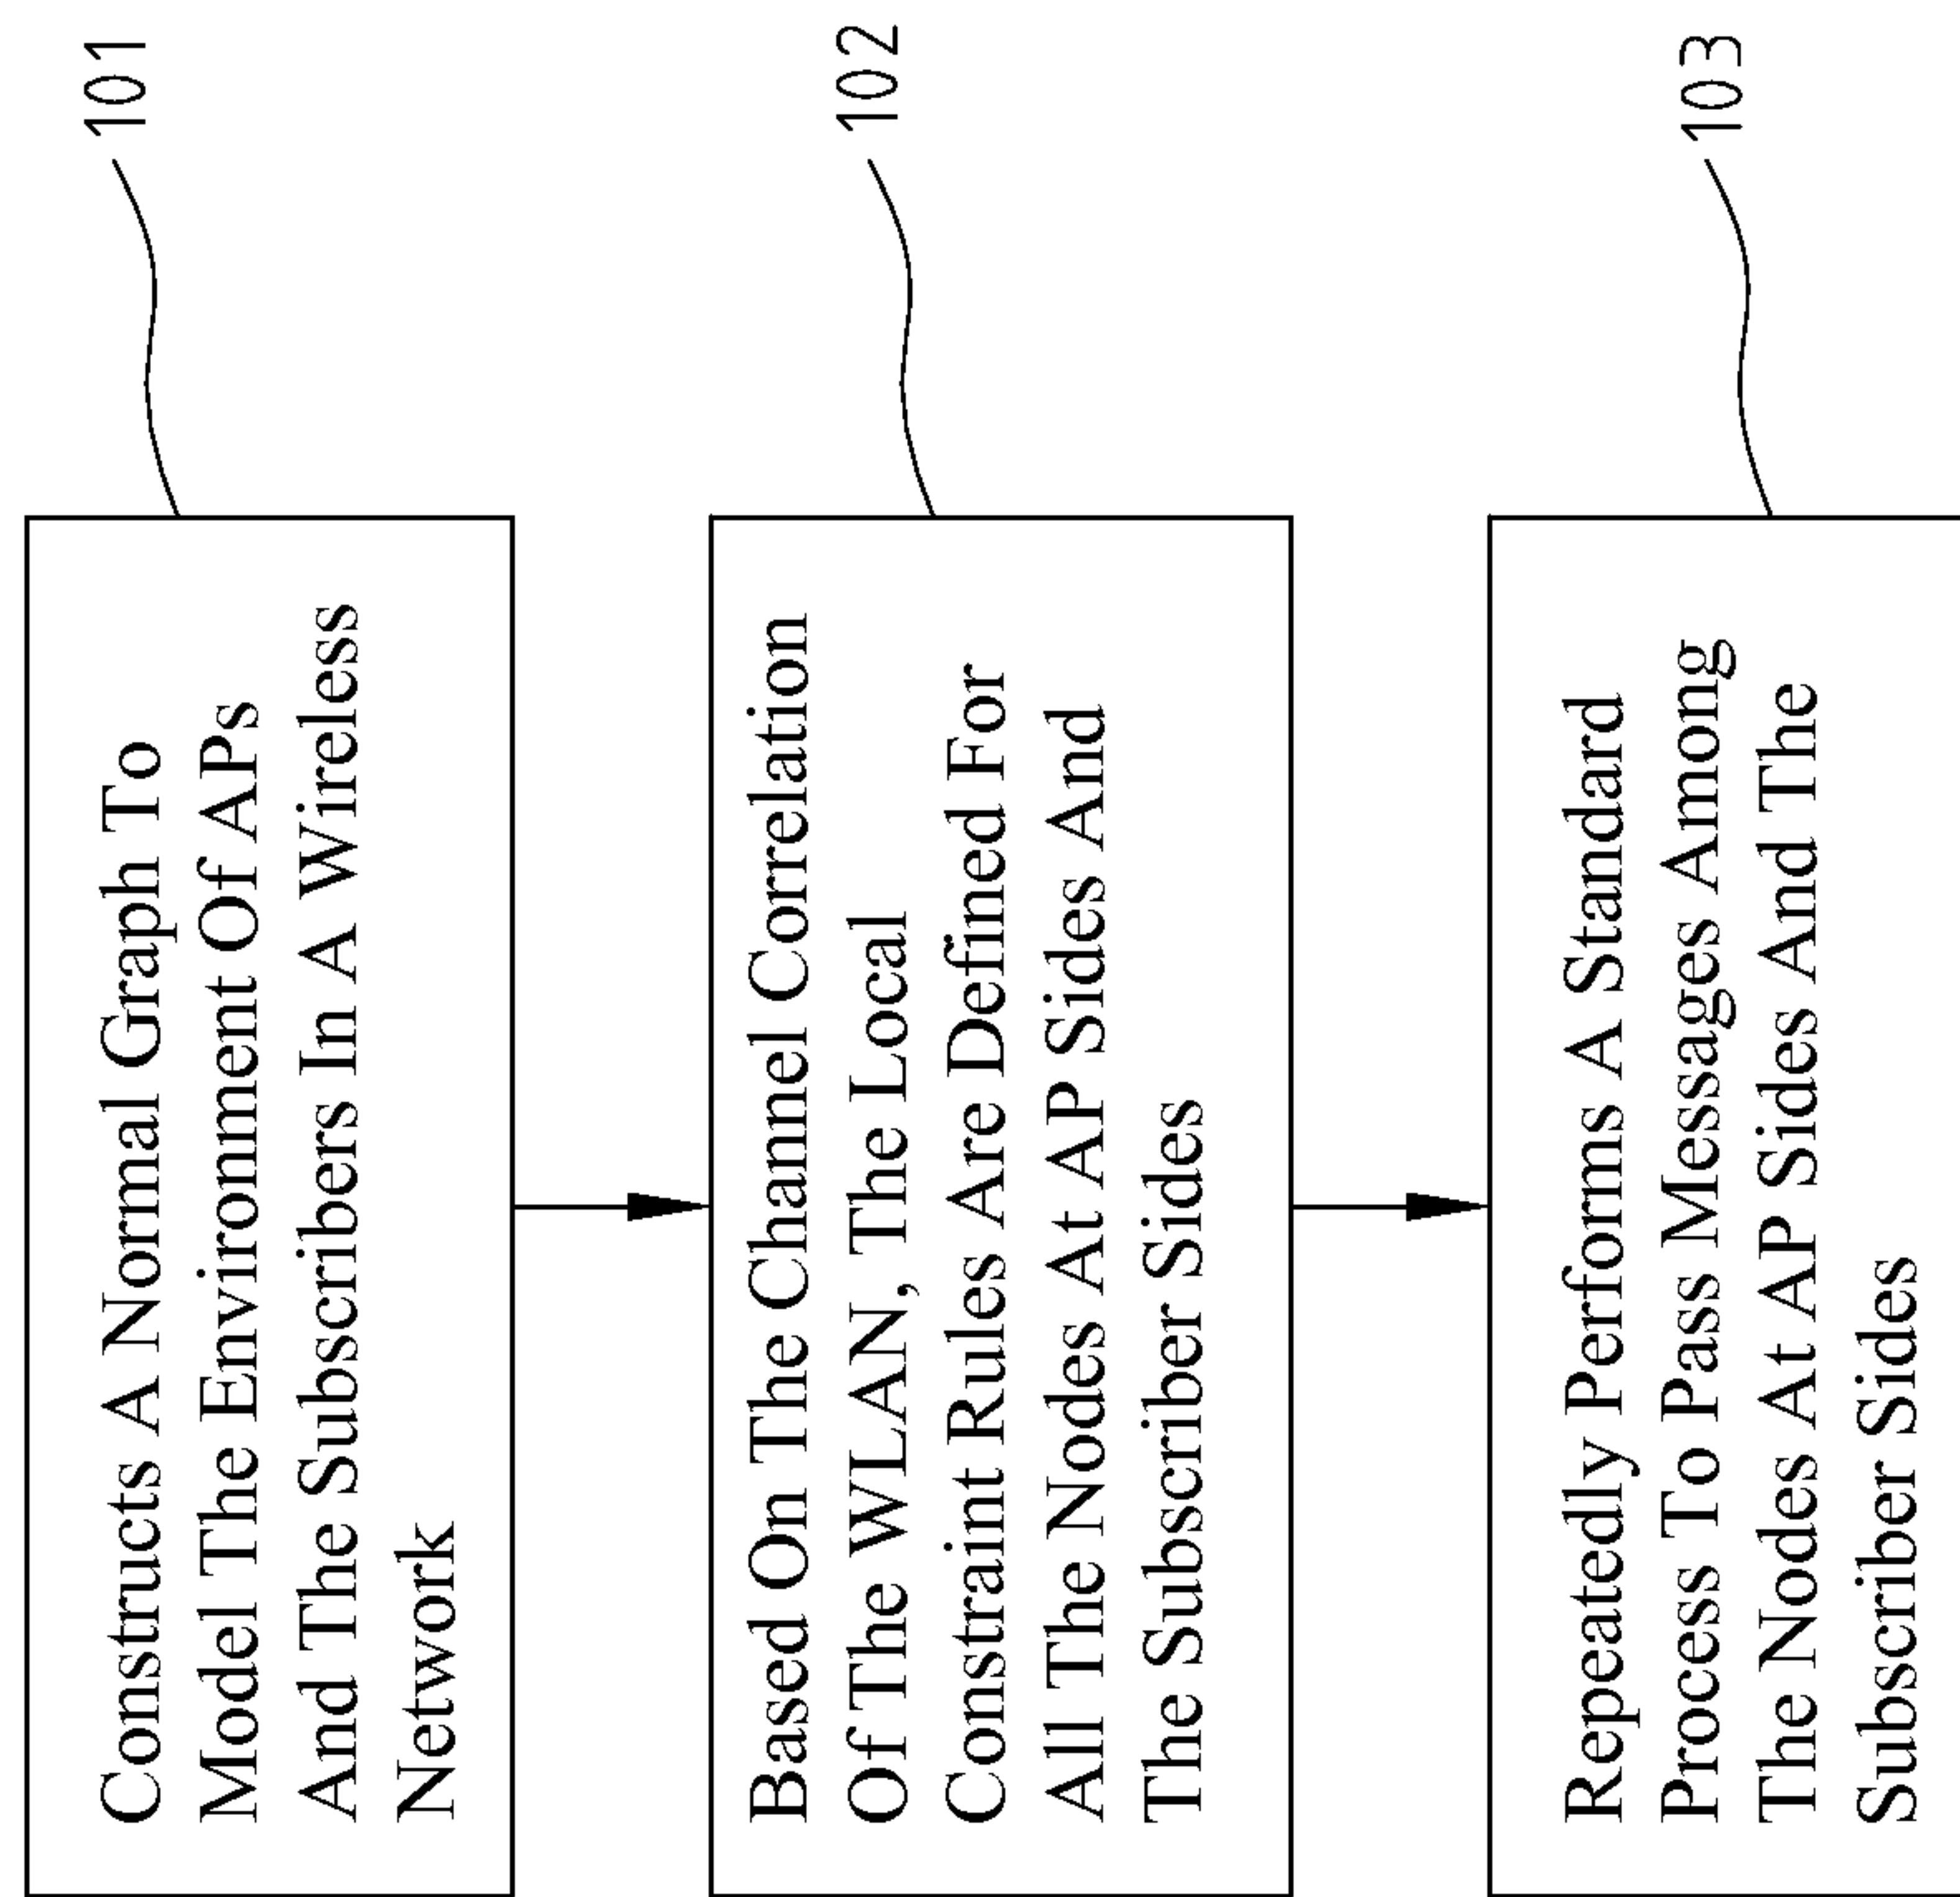 Constructs A Normal Graph To
Model The Environment Of APs
And The Subscribers In A Wireless
Network
101
Based On The Channel Correlation
Of The WLAN, The Local
Constraint Rules Are Defined For
All The Nodes At AP Sides And
The Subscriber Sides
102
Repeatedly Performs A Standard
Process To Pass Messages Among
The Nodes At AP Sides And The
Subscriber Sides
103